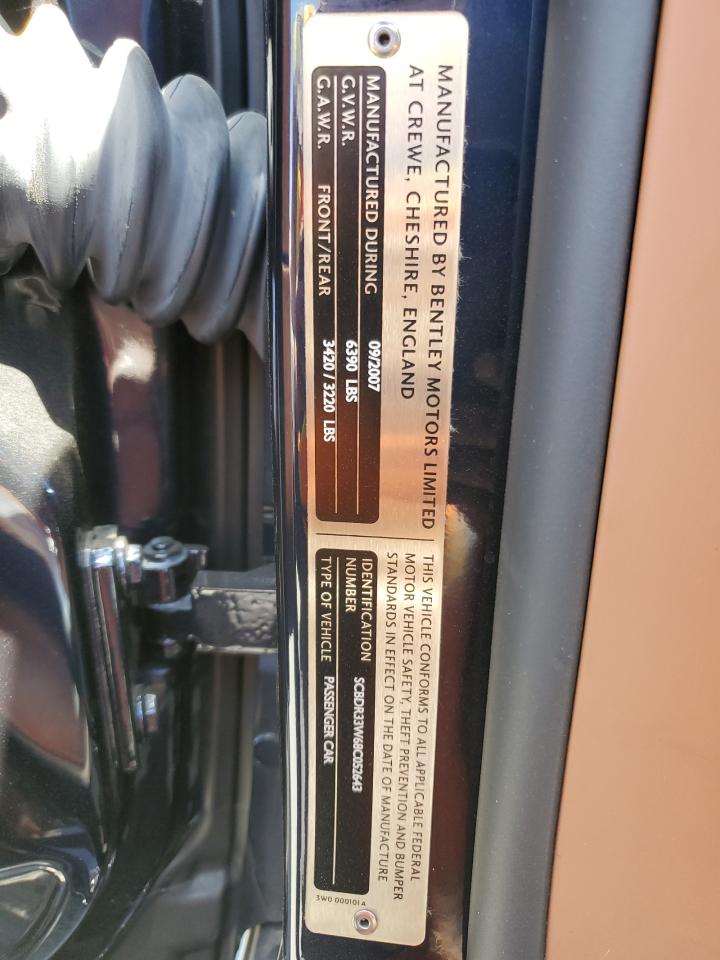 MANUFACTURED BY BENTLEY MOTORS LIMITED
AT CREWE, CHESHIRE, ENGLAND
MANUFACTURED DURING 09/2007
G.V.W.R. 6390 LBS
G.A.W.R. FRONT/REAR 3420 / 3220 LBS
THIS VEHICLE CONFORMS TO ALL APPLICABLE FEDERAL
MOTOR VEHICLE SAFETY, THEFT PREVENTION AND BUMPER
STANDARDS IN EFFECT ON THE DATE OF MANUFACTURE
IDENTIFICATION
NUMBER SCBDR33W68C052643
TYPE OF VEHICLE PASSENGER CAR
3W0 000101 A